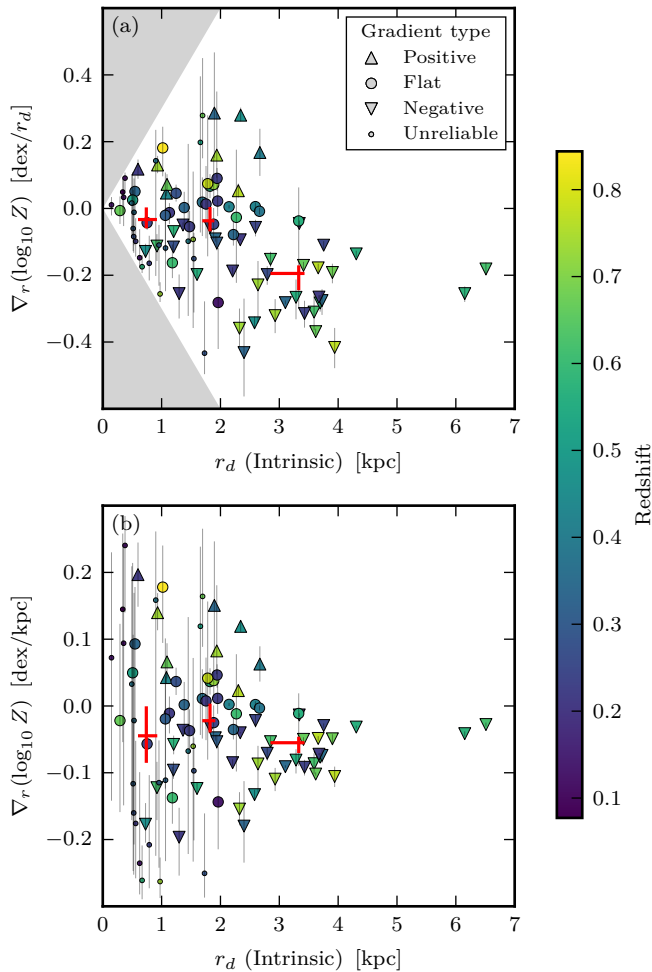 (a)
Gradient type
Positive
Flat
Negative
Unreliable
0.4
0.2
0.0
−0.2
−0.4
∇r(log10 Z) [dex/rd]
0 1 2 3 4 5 6 7
rd (Intrinsic) [kpc]
(b)
0.2
0.1
0.0
−0.1
−0.2
∇r(log10 Z) [dex/kpc]
0 1 2 3 4 5 6 7
rd (Intrinsic) [kpc]
0.8
0.7
0.6
0.5
0.4
0.3
0.2
0.1
Redshift